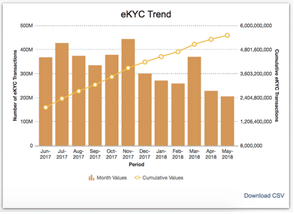 eKYC Trend
500M
400M
300M
200M
100M
0M
Number of eKYC Transactions
6,000,000,000
4,801,600,000
3,603,200,000
2,404,800,000
1,206,400,000
8,000,000
Cumulative eKYC Transactions
Jun-2017 Jul-2017 Aug-2017 Sep-2017 Oct-2017 Nov-2017 Dec-2017 Jan-2018 Feb-2018 Mar-2018 Apr-2018 May-2018
Period
Month Values Cumulative Values
Download CSV